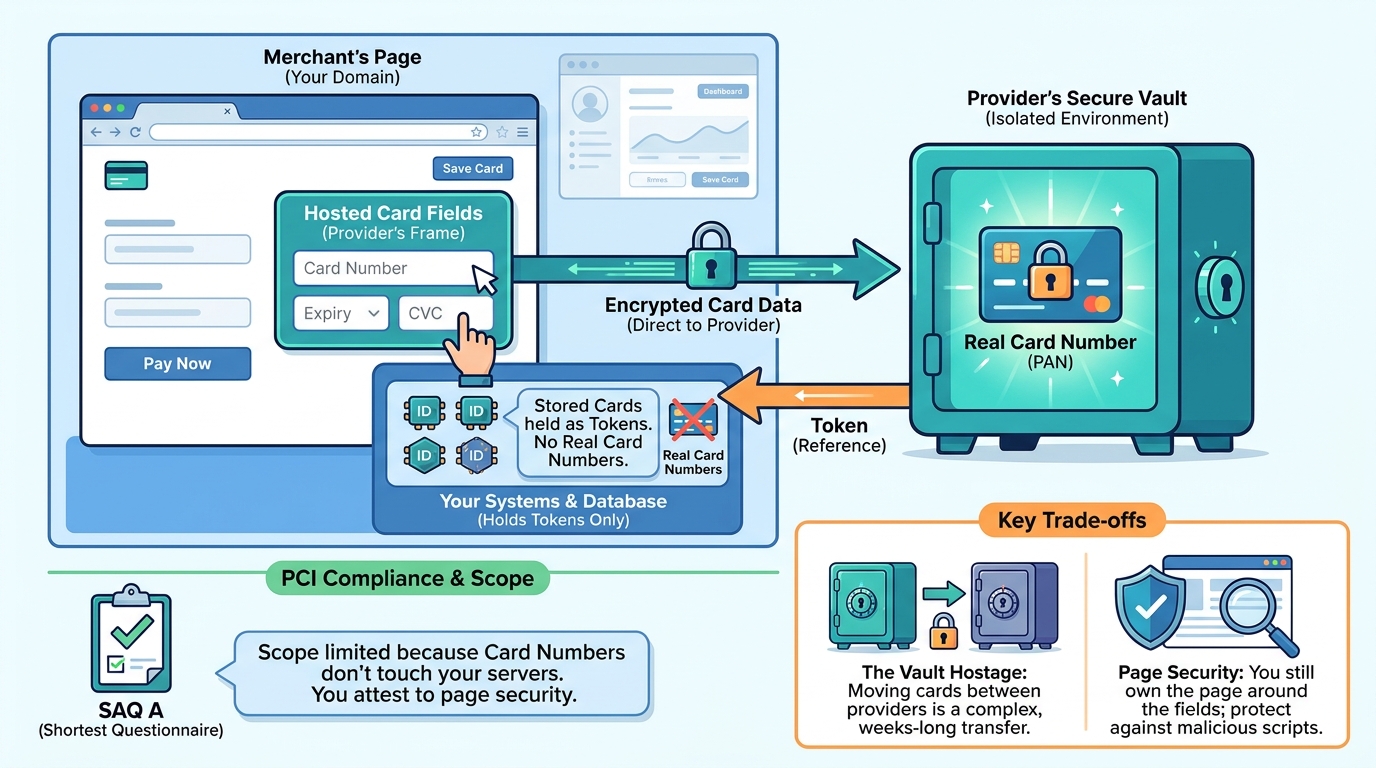 Merchant's Page
(Your Domain)
Save Card
Hosted Card Fields
(Provider's Frame)
Card Number
Expiry
CVC
Pay Now
Dashboard
Save Card
Encrypted Card Data
(Direct to Provider)
Provider's Secure Vault
(Isolated Environment)
Real Card Number
(PAN)
Token
(Reference)
ID
ID
ID
ID
Stored Cards
held as Tokens.
No Real Card
Numbers.
Real Card
Numbers
Your Systems & Database
(Holds Tokens Only)
PCI Compliance & Scope
SAQ A
(Shortest Questionnaire)
Scope limited because Card Numbers
don't touch your servers.
You attest to page security.
Key Trade-offs
The Vault Hostage:
Moving cards between
providers is a complex,
weeks-long transfer.
Page Security: You still
own the page around
the fields; protect
against malicious scripts.